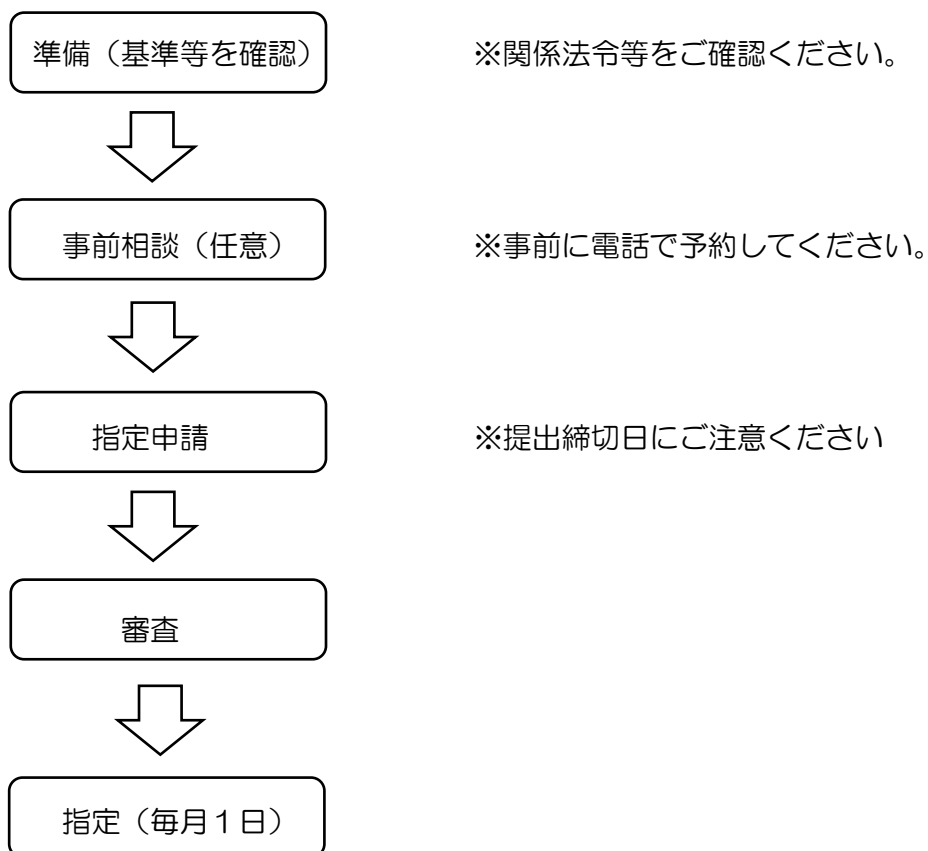 準備（基準等を確認）
※関係法令等をご確認ください。
事前相談（任意）
※事前に電話で予約してください。
指定申請
※提出締切日にご注意ください
審査
指定（毎月１日）